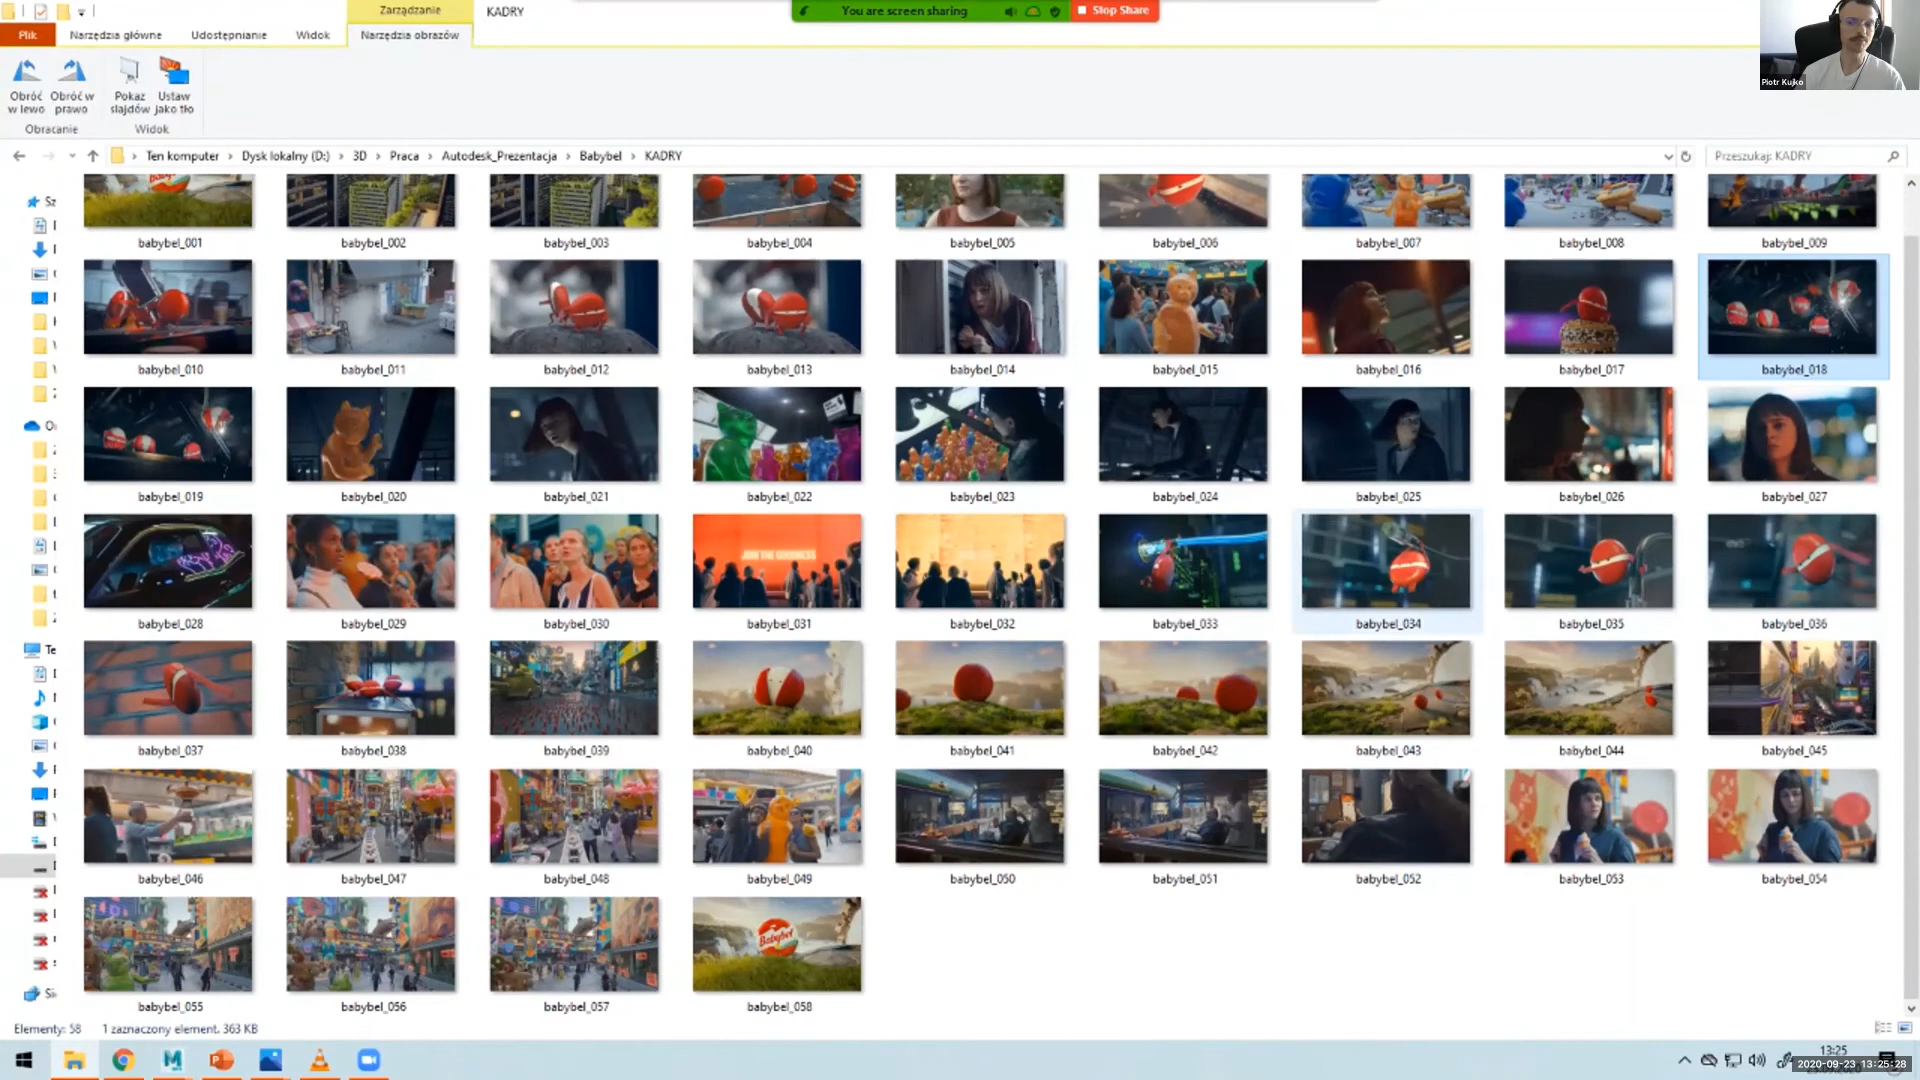 Zarządzanie
KADRY
You are screen sharing
Stop Share
Plik
Narzędzia główne
Udostępnianie
Widok
Narzędzia obrazów
Obróć w lewo
Obróć w prawo
Pokaz slajdów
Ustaw jako tło
Obracanie
Widok
Piotr Kujko
Ten komputer > Dysk lokalny (D:) > 3D > Praca > Autodesk_Prezentacja > Babybel > KADRY
Przeszukaj: KADRY
babybel_001 babybel_002 babybel_003 babybel_004 babybel_005 babybel_006 babybel_007 babybel_008 babybel_009
babybel_010 babybel_011 babybel_012 babybel_013 babybel_014 babybel_015 babybel_016 babybel_017 babybel_018
babybel_019 babybel_020 babybel_021 babybel_022 babybel_023 babybel_024 babybel_025 babybel_026 babybel_027
JOIN THE GOODNESS
babybel_028 babybel_029 babybel_030 babybel_031 babybel_032 babybel_033 babybel_034 babybel_035 babybel_036
babybel_037 babybel_038 babybel_039 babybel_040 babybel_041 babybel_042 babybel_043 babybel_044 babybel_045
babybel_046 babybel_047 babybel_048 babybel_049 babybel_050 babybel_051 babybel_052 babybel_053 babybel_054
Babybel
babybel_055 babybel_056 babybel_057 babybel_058
Elementy: 58 1 zaznaczony element. 363 KB
13:25
2020-09-23 13:25:28